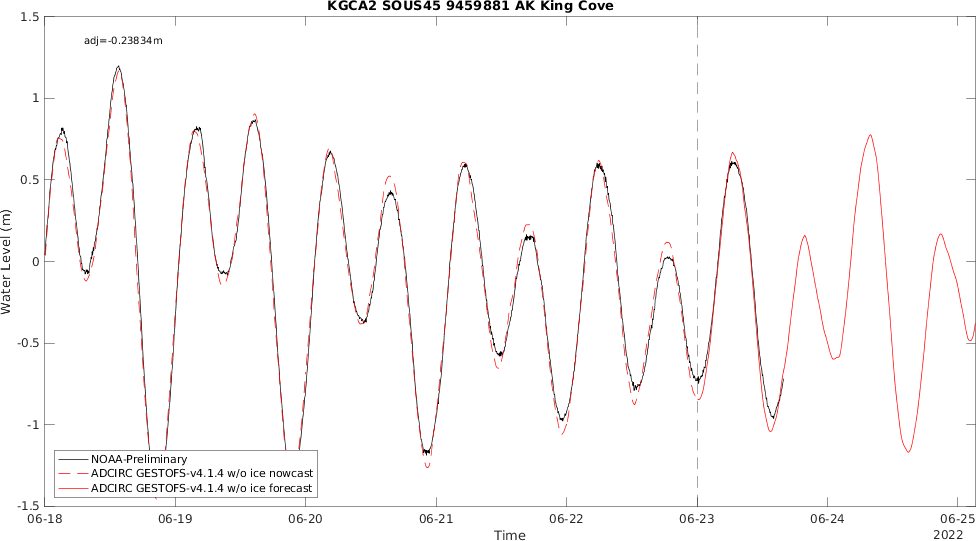 KGCA2 SOUS45 9459881 AK King Cove
adj=-0.23834m
1.5
1
0.5
0
-0.5
-1
-1.5
Water Level (m)
NOAA-Preliminary
ADCIRC GESTOFS-v4.1.4 w/o ice nowcast
ADCIRC GESTOFS-v4.1.4 w/o ice forecast
06-18 06-19 06-20 06-21 06-22 06-23 06-24 06-25
Time
2022